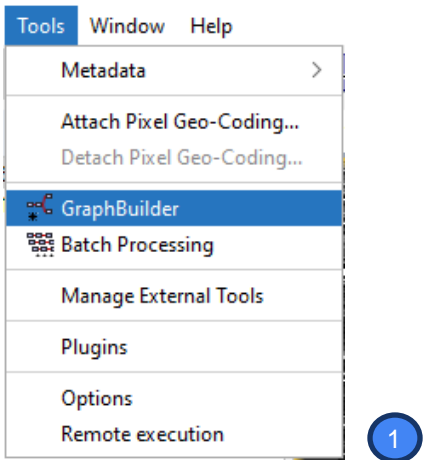 Tools Window Help
Metadata >
Attach Pixel Geo-Coding...
Detach Pixel Geo-Coding...
GraphBuilder
Batch Processing
Manage External Tools
Plugins
Options
Remote execution
1